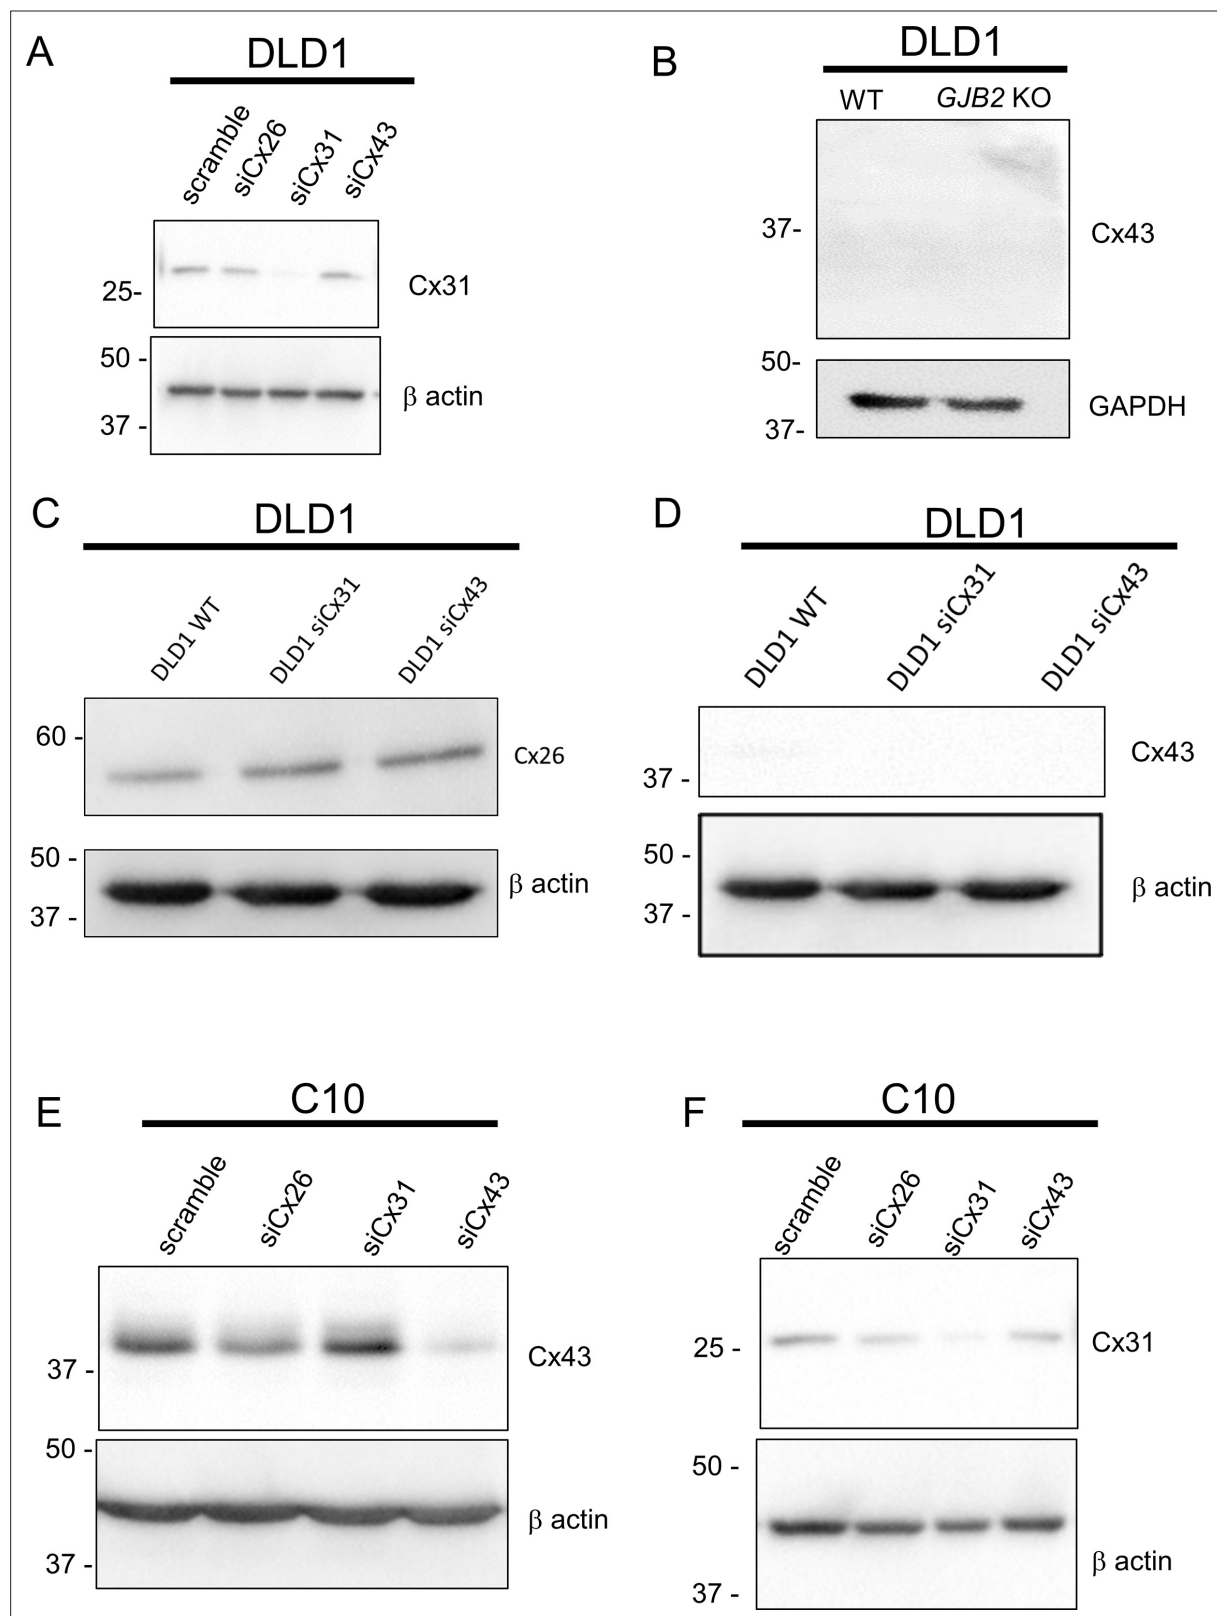 A
DLD1
scramble
siCx26
siCx31
siCx43
25-
Cx31
50 -
37 -
β actin
B
DLD1
WT
GJB2 KO
37-
Cx43
50-
37-
GAPDH
C
DLD1
DLD1 WT
DLD1 siCx31
DLD1 siCx43
60 -
Cx26
50 -
37 -
β actin
D
DLD1
DLD1 WT
DLD1 siCx31
DLD1 siCx43
37 -
Cx43
50 -
37 -
β actin
E
C10
scramble
siCx26
siCx31
siCx43
37 -
Cx43
50 -
37 -
β actin
F
C10
scramble
siCx26
siCx31
siCx43
25 -
Cx31
50 -
37 -
β actin